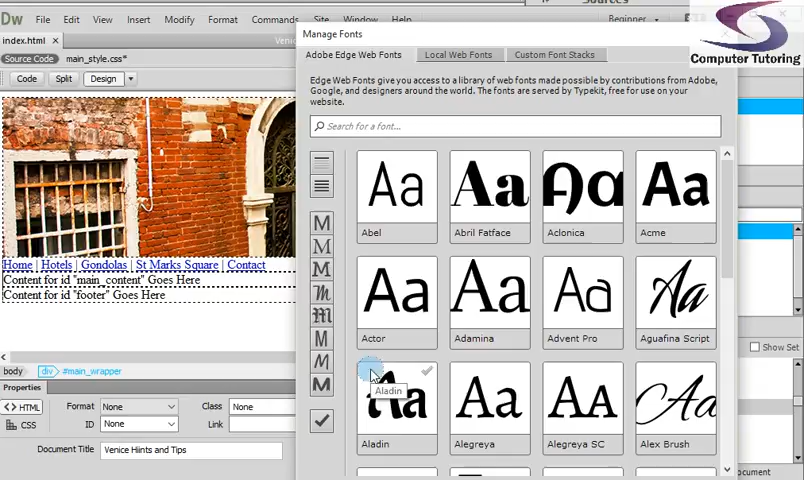 Dw
File
Edit
View
Insert
Modify
Format
Commands
Site
Window
Help
Beginner
index.html
Source Code
main_style.css*
Code
Split
Design
Home | Hotels | Gondolas | St Marks Square | Contact
Content for id "main_content" Goes Here
Content for id "footer" Goes Here
body
div
#main_wrapper
Properties
HTML
CSS
Format
None
Class
None
ID
None
Link
Document Title
Venice Hiints and Tips
Manage Fonts
Adobe Edge Web Fonts
Local Web Fonts
Custom Font Stacks
Edge Web Fonts give you access to a library of web fonts made possible by contributions from Adobe,
Google, and designers around the world. The fonts are served by Typekit, free for use on your
website.
Search for a font...
M
M
M
M
M
M
M
M
Aa
Abel
Aa
Abril Fatface
Aa
Aclonica
Aa
Acme
Aa
Actor
Aa
Adamina
Aa
Advent Pro
Aa
Aguafina Script
Aa
Aladin
Aladin
Aa
Alegreya
Aa
Alegreya SC
Aa
Alex Brush
Computer Tutoring
Show Set